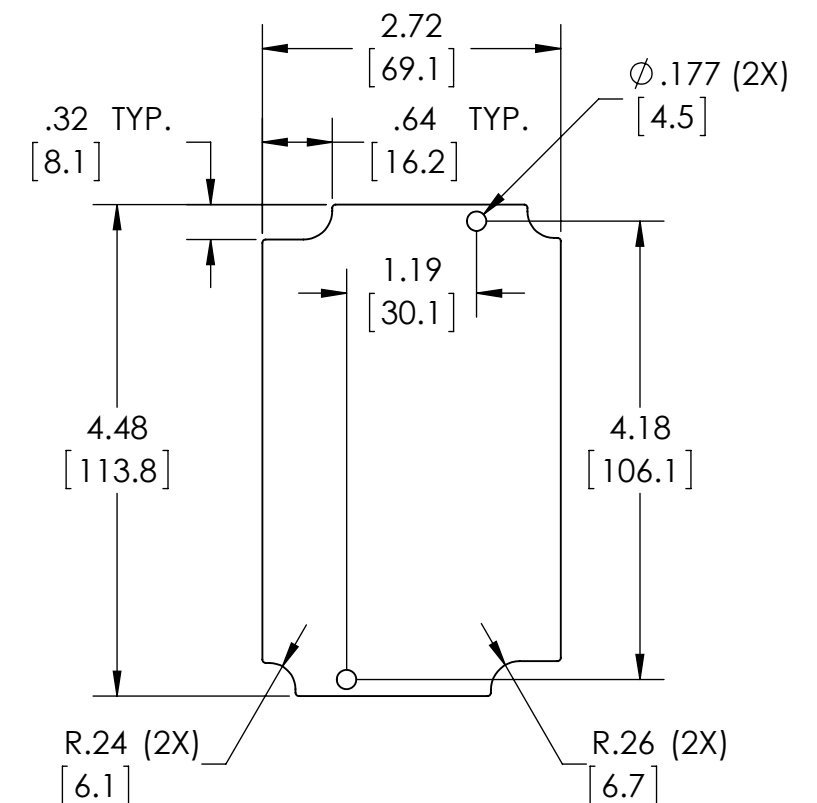 2.72
[69.1]
⌀.177 (2X)
[4.5]
.32 TYP.
[8.1]
.64 TYP.
[16.2]
1.19
[30.1]
4.48
[113.8]
4.18
[106.1]
R.24 (2X)
[6.1]
R.26 (2X)
[6.7]